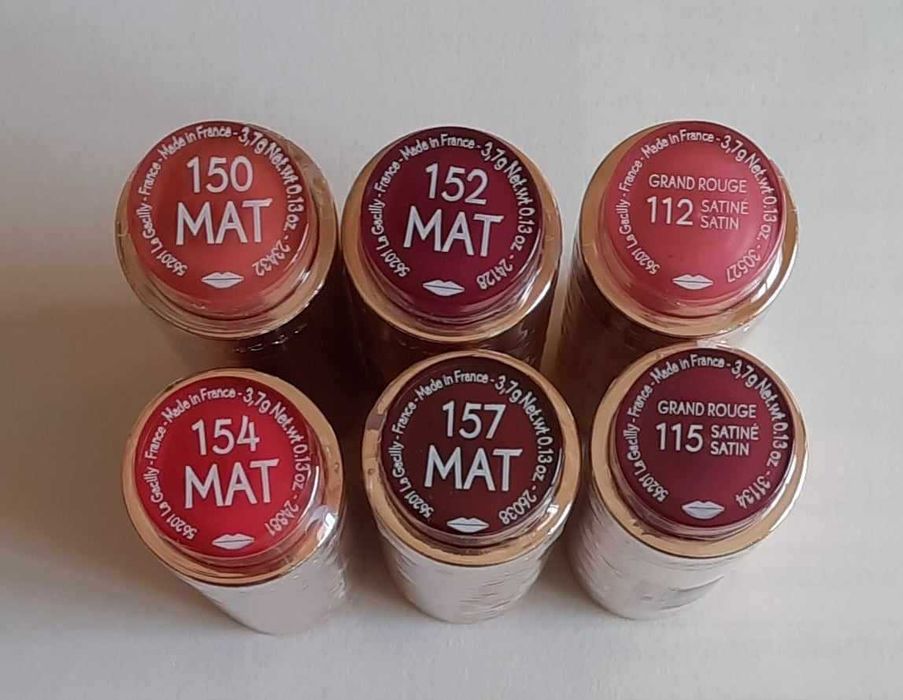 56201 La Gacilly - France - Made in France - 3,7g Net.wt 0.13 oz. - 23432
150
MAT
56201 La Gacilly - France - Made in France - 3,7g Net.wt 0.13 oz. - 24128
152
MAT
56201 La Gacilly - France - Made in France - 3,7g Net.wt 0.13 oz. - 30527
GRAND ROUGE
112 SATINÉ
SATIN
56201 La Gacilly - France - Made in France - 3,7g Net.wt 0.13 oz. - 24881
154
MAT
56201 La Gacilly - France - Made in France - 3,7g Net.wt 0.13 oz. - 26038
157
MAT
56201 La Gacilly - France - Made in France - 3,7g Net.wt 0.13 oz. - 31134
GRAND ROUGE
115 SATINÉ
SATIN